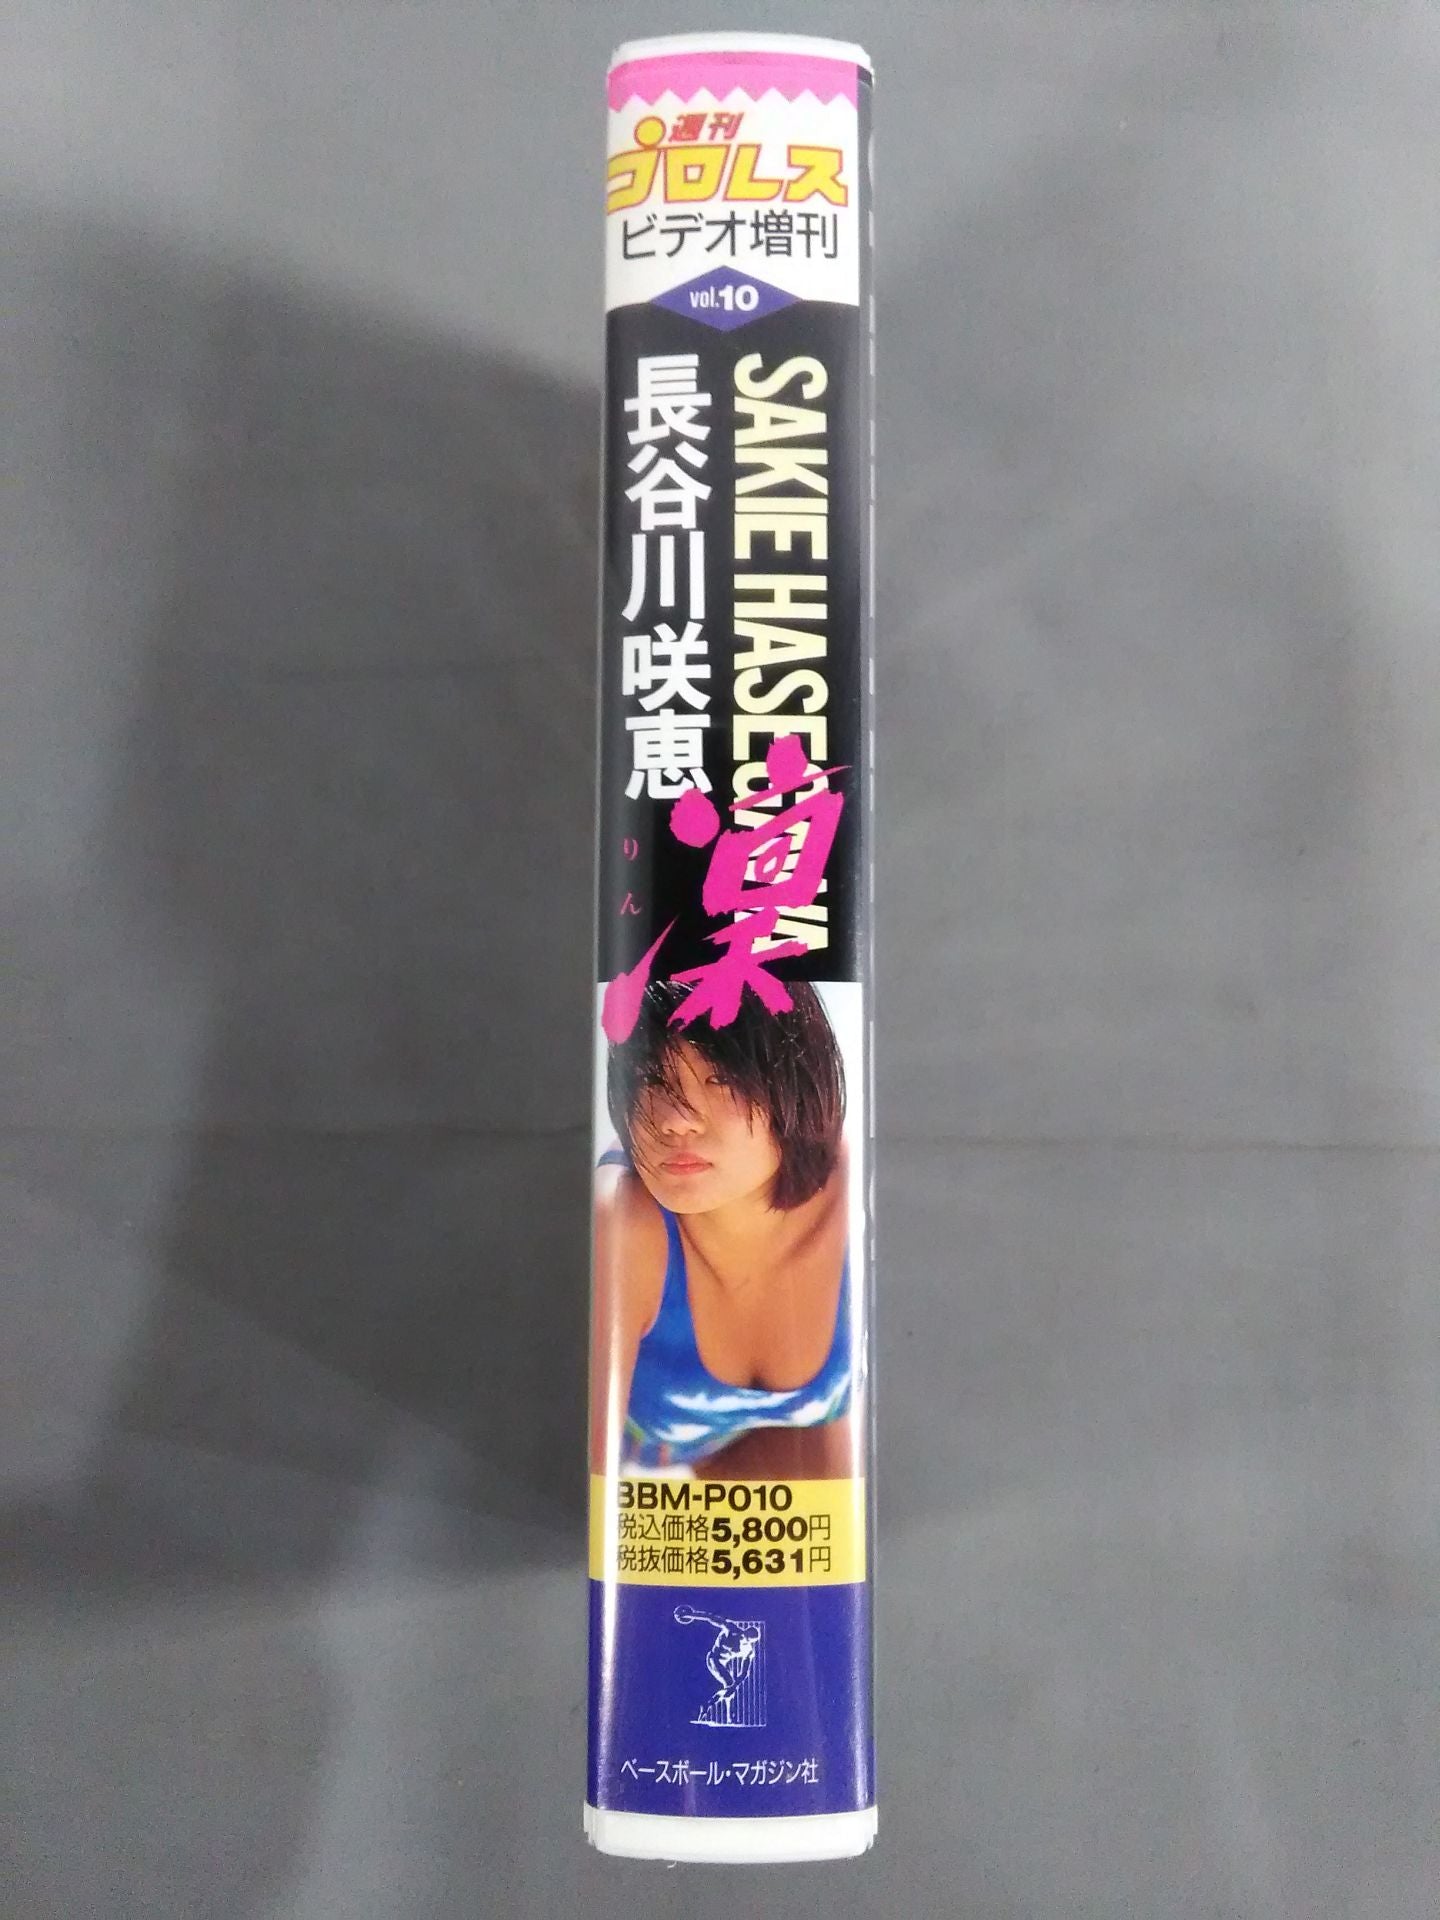 週刊
プロレス
ビデオ増刊
vol.10
SAKIE HASEGAWA
長谷川咲恵
凛
りん
BBM-P010
税込価格5,800円
税抜価格5,631円
ベースボール・マガジン社